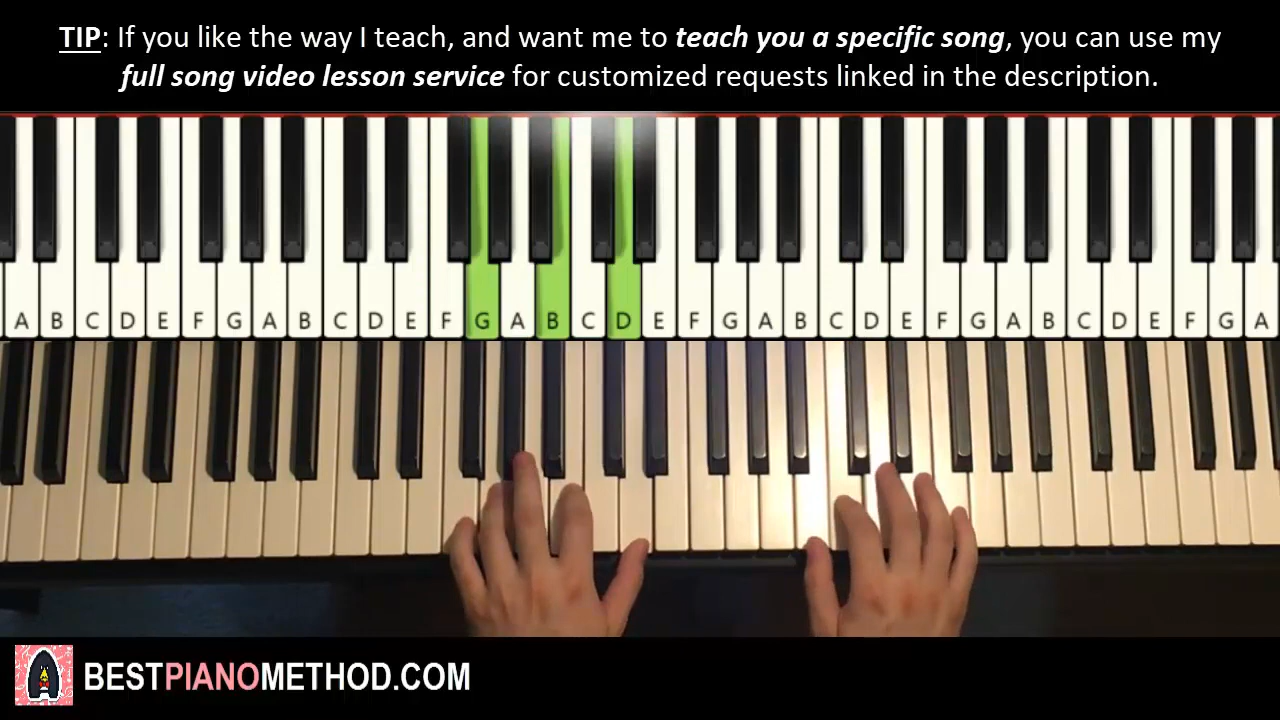 TIP: If you like the way I teach, and want me to teach you a specific song, you can use my
full song video lesson service for customized requests linked in the description.
A B C D E F G A B C D E F G A B C D E F G A B C D E F G A B C D E F G A
BESTPIANOMETHOD.COM